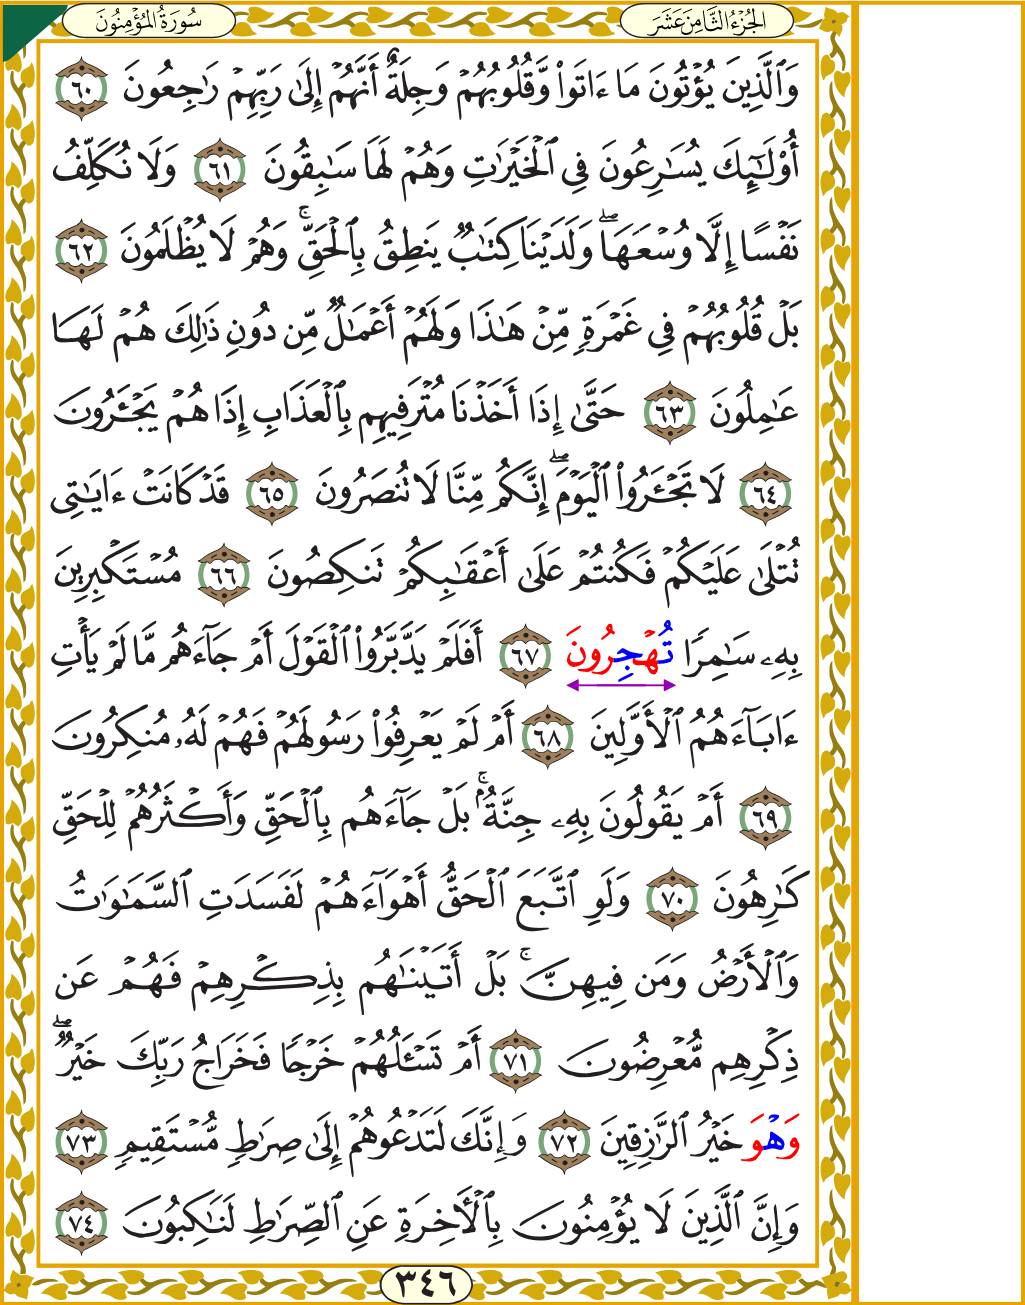 سُورَةُ المُؤْمِنُونَ
الجُزْءُ الثَّامِنَ عَشَرَ
وَٱلَّذِينَ يُؤۡتُونَ مَا ءَاتَواْ وَّقُلُوبُهُمۡ وَجِلَةٌ أَنَّهُمۡ إِلَىٰ رَبِّهِمۡ رَٰجِعُونَ ٦٠
أُوْلَٰٓئِكَ يُسَٰرِعُونَ فِي ٱلۡخَيۡرَٰتِ وَهُمۡ لَهَا سَٰبِقُونَ ٦١ وَلَا نُكَلِّفُ
نَفۡسًا إِلَّا وُسۡعَهَاۖ وَلَدَيۡنَا كِتَٰبٞ يَنطِقُ بِٱلۡحَقِّۚ وَهُمۡ لَا يُظۡلَمُونَ ٦٢
بَلۡ قُلُوبُهُمۡ فِي غَمۡرَةٖ مِّنۡ هَٰذَا وَلَهُمۡ أَعۡمَٰلٞ مِّن دُونِ ذَٰلِكَ هُمۡ لَهَا
عَٰمِلُونَ ٦٣ حَتَّىٰٓ إِذَا أَخَذۡنَا مُتۡرَفِيهِم بِٱلۡعَذَابِ إِذَا هُمۡ يَجۡـَٔرُونَ
٦٤ لَا تَجۡـَٔرُواْ ٱلۡيَوۡمَۖ إِنَّكُم مِّنَّا لَا تُنصَرُونَ ٦٥ قَدۡ كَانَتۡ ءَايَٰتِي
تُتۡلَىٰ عَلَيۡكُمۡ فَكُنتُمۡ عَلَىٰ أَعۡقَٰبِكُمۡ تَنكِصُونَ ٦٦ مُسۡتَكۡبِرِينَ
بِهِۦ سَٰمِرٗا تُهۡجِرُونَ ٦٧ أَفَلَمۡ يَدَّبَّرُواْ ٱلۡقَوۡلَ أَمۡ جَآءَهُم مَّا لَمۡ يَأۡتِ
ءَابَآءَهُمُ ٱلۡأَوَّلِينَ ٦٨ أَمۡ لَمۡ يَعۡرِفُواْ رَسُولَهُمۡ فَهُمۡ لَهُۥ مُنكِرُونَ
٦٩ أَمۡ يَقُولُونَ بِهِۦ جِنَّةُۢۚ بَلۡ جَآءَهُم بِٱلۡحَقِّ وَأَكۡثَرُهُمۡ لِلۡحَقِّ
كَٰرِهُونَ ٧٠ وَلَوِ ٱتَّبَعَ ٱلۡحَقُّ أَهۡوَآءَهُمۡ لَفَسَدَتِ ٱلسَّمَٰوَٰتُ
وَٱلۡأَرۡضُ وَمَن فِيهِنَّۚ بَلۡ أَتَيۡنَٰهُم بِذِكۡرِهِمۡ فَهُمۡ عَن
ذِكۡرِهِم مُّعۡرِضُونَ ٧١ أَمۡ تَسۡـَٔلُهُمۡ خَرۡجٗا فَخَرَاجُ رَبِّكَ خَيۡرٞۖ
وَهۡوَ خَيۡرُ ٱلرَّٰزِقِينَ ٧٢ وَإِنَّكَ لَتَدۡعُوهُمۡ إِلَىٰ صِرَٰطٖ مُّسۡتَقِيمٖ ٧٣
وَإِنَّ ٱلَّذِينَ لَا يُؤۡمِنُونَ بِٱلۡأٓخِرَةِ عَنِ ٱلصِّرَٰطِ لَنَٰكِبُونَ ٧٤
٣٤٦